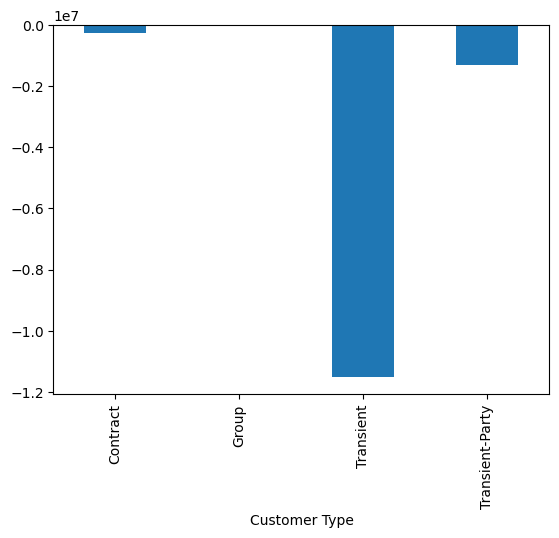 1e7
0.0
−0.2
−0.4
−0.6
−0.8
−1.0
−1.2
Contract
Group
Transient
Transient-Party
Customer Type